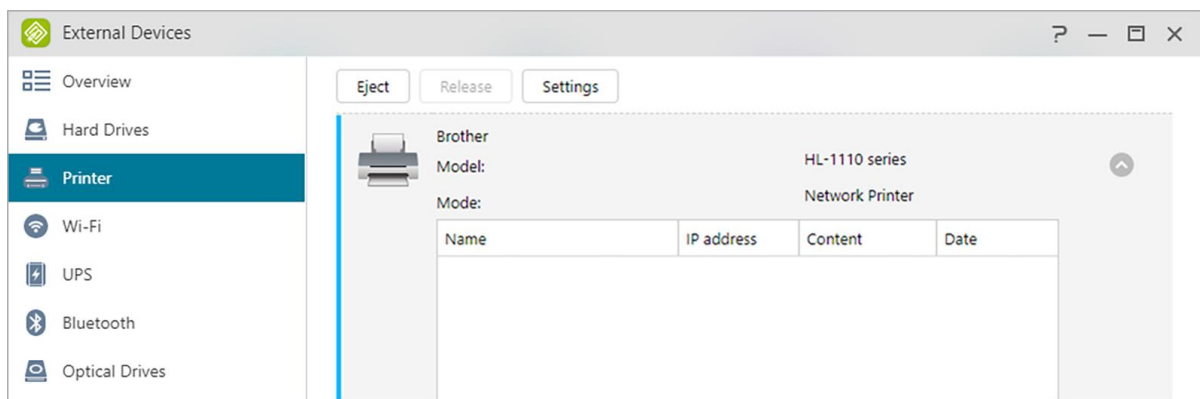 External Devices
Overview
Hard Drives
Printer
Wi-Fi
UPS
Bluetooth
Optical Drives
Eject Release Settings
Brother
Model: HL-1110 series
Mode: Network Printer
Name IP address Content Date